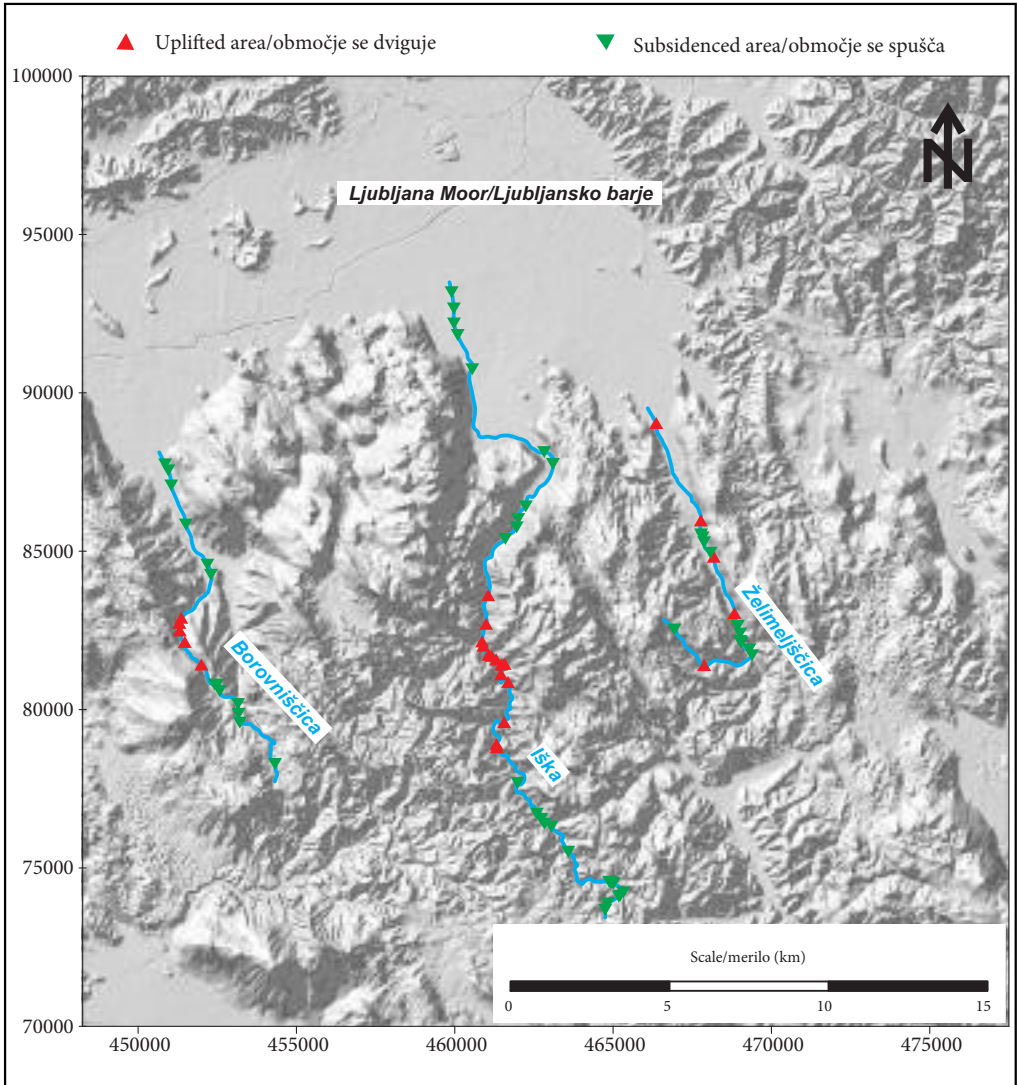 Uplifted area/območje se dviguje
Subsidenced area/območje se spušča
100000
95000
90000
85000
80000
75000
70000
N
Ljubljana Moor/Ljubljansko barje
Borovniščica
Iška
Želimeljščica
Scale/merilo (km)
0 5 10 15
450000 455000 460000 465000 470000 475000